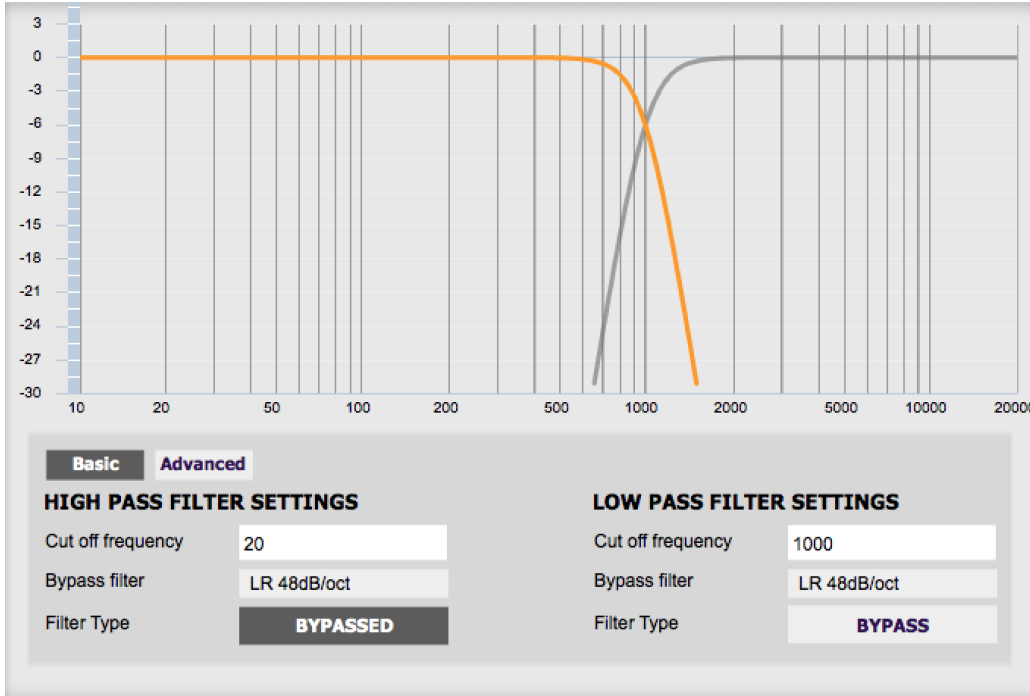 3
0
-3
-6
-9
-12
-15
-18
-21
-24
-27
-30
10 20 50 100 200 500 1000 2000 5000 10000 2000
Basic Advanced
HIGH PASS FILTER SETTINGS LOW PASS FILTER SETTINGS
Cut off frequency 20 Cut off frequency 1000
Bypass filter LR 48dB/oct Bypass filter LR 48dB/oct
Filter Type BYPASSED Filter Type BYPASS